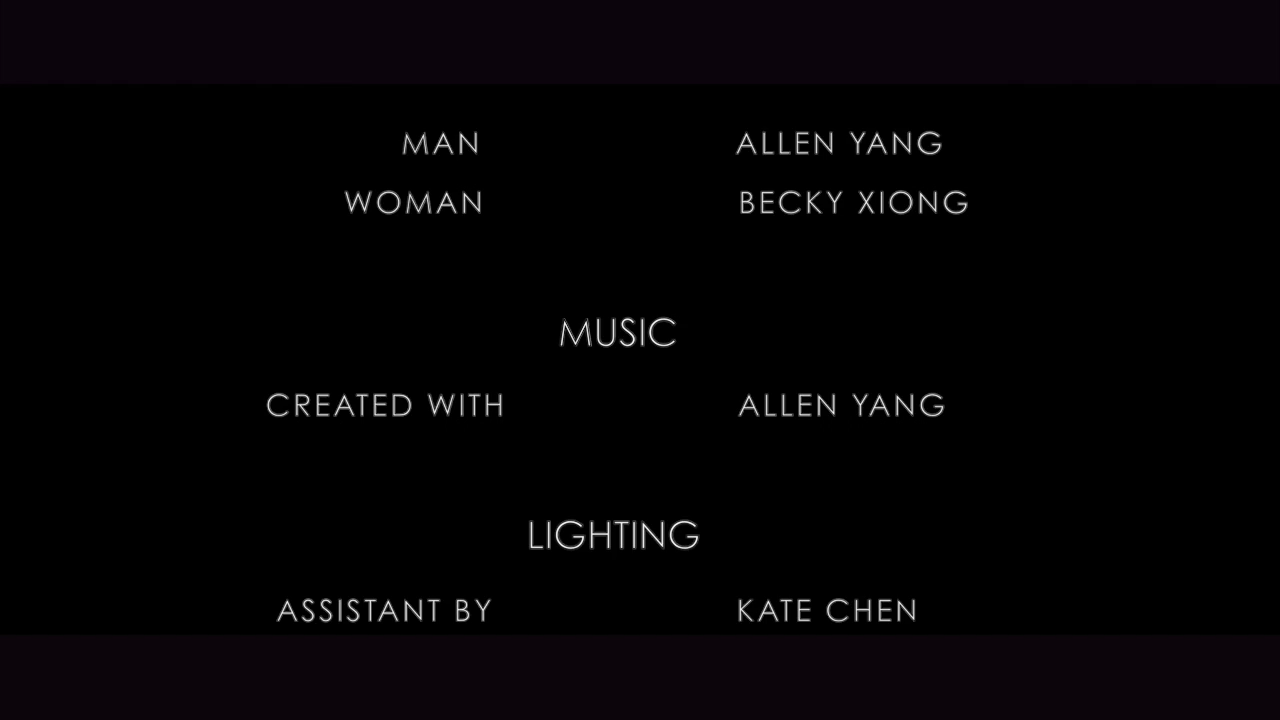 MAN ALLEN YANG
WOMAN BECKY XIONG
MUSIC
CREATED WITH ALLEN YANG
LIGHTING
ASSISTANT BY KATE CHEN